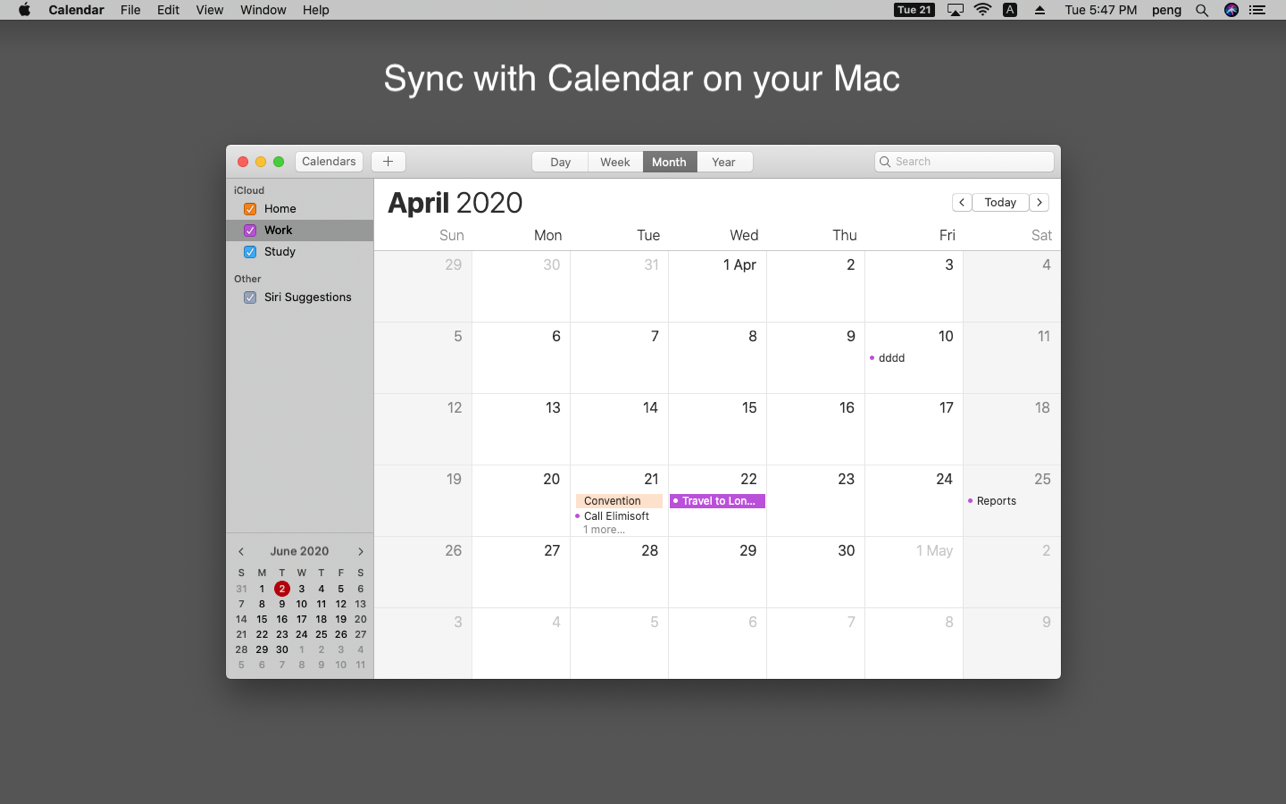 Calendar File Edit View Window Help Tue 21 A Tue 5:47 PM peng
Sync with Calendar on your Mac
Calendars + Day Week Month Year Search
iCloud
Home
Work
Study
Other
Siri Suggestions
April 2020
< Today >
Sun Mon Tue Wed Thu Fri Sat
29 30 31 1 Apr 2 3 4
5 6 7 8 9 10 11
dddd
12 13 14 15 16 17 18
19 20 21 22 23 24 25
Convention Travel to Lon... Reports
Call Elimisoft
1 more...
26 27 28 29 30 1 May 2
3 4 5 6 7 8 9
< June 2020 >
S M T W T F S
31 1 2 3 4 5 6
7 8 9 10 11 12 13
14 15 16 17 18 19 20
21 22 23 24 25 26 27
28 29 30 1 2 3 4
5 6 7 8 9 10 11